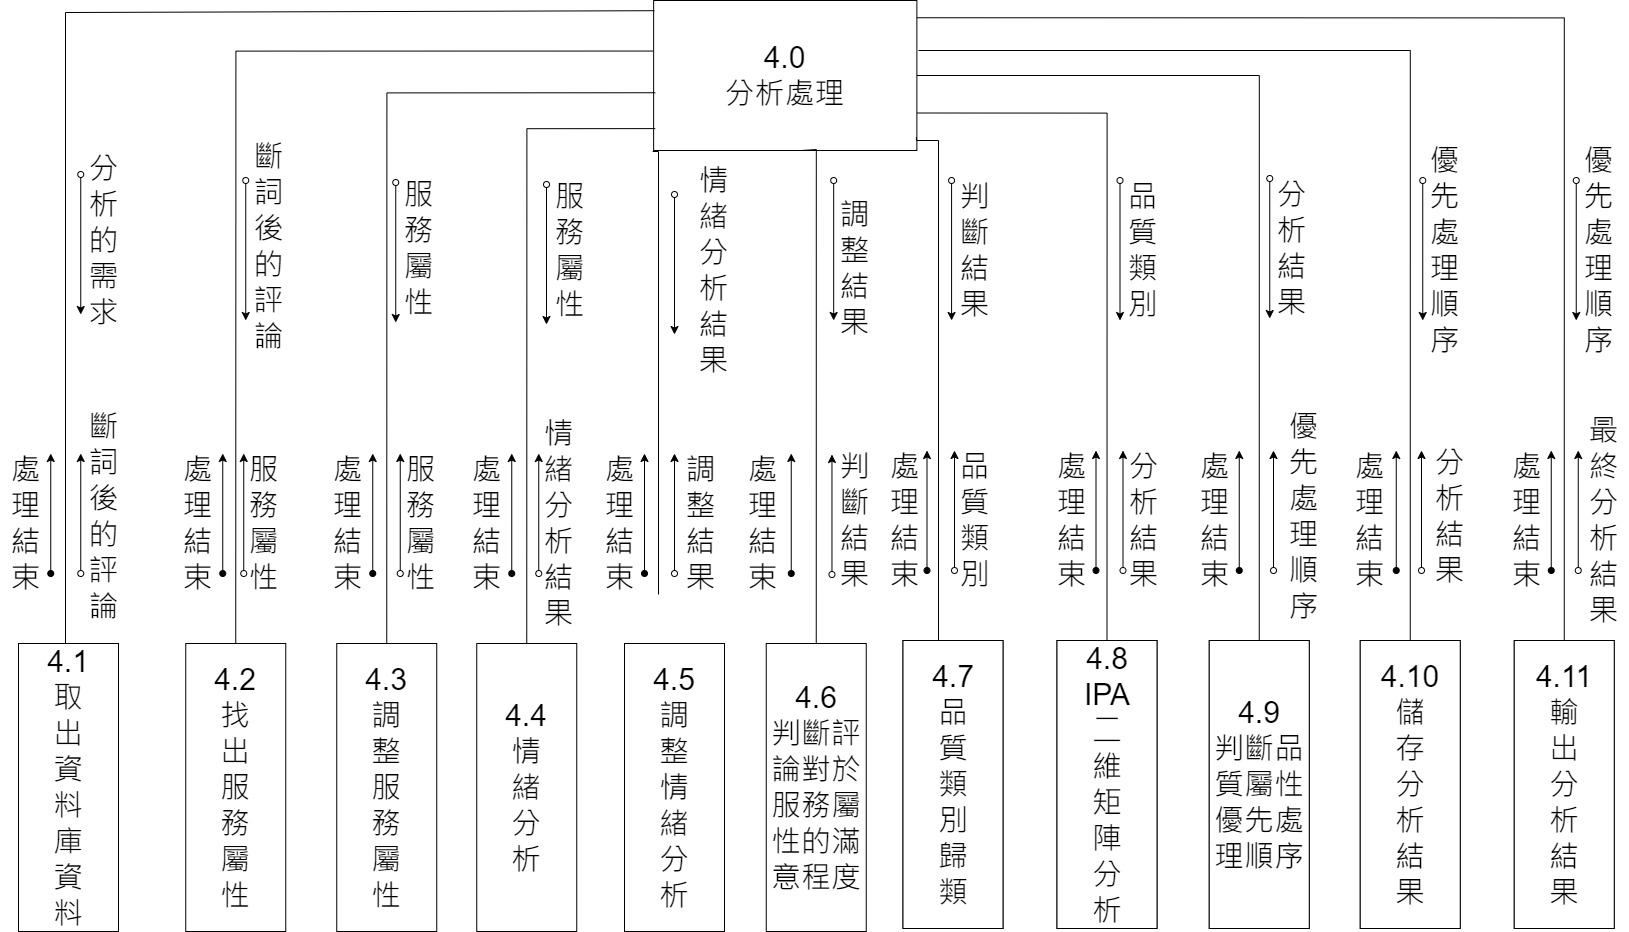 4.0
分析處理
分析的需求
斷詞後的評論
服務屬性
服務屬性
情緒分析結果
調整結果
判斷結果
品質類別
分析結果
優先處理順序
優先處理順序
處理結束
斷詞後的評論
處理結束
服務屬性
處理結束
服務屬性
處理結束
情緒分析結果
處理結束
調整結果
處理結束
判斷結果
處理結束
品質類別
處理結束
分析結果
處理結束
優先處理順序
處理結束
分析結果
處理結束
最終分析結果
4.1
取出資料庫資料
4.2
找出服務屬性
4.3
調整服務屬性
4.4
情緒分析
4.5
調整情緒分析
4.6
判斷評
論對於
服務屬
性的滿
意程度
4.7
品質類別歸類
4.8
IPA
二維矩陣分析
4.9
判斷品
質屬性
優先處
理順序
4.10
儲存分析結果
4.11
輸出分析結果